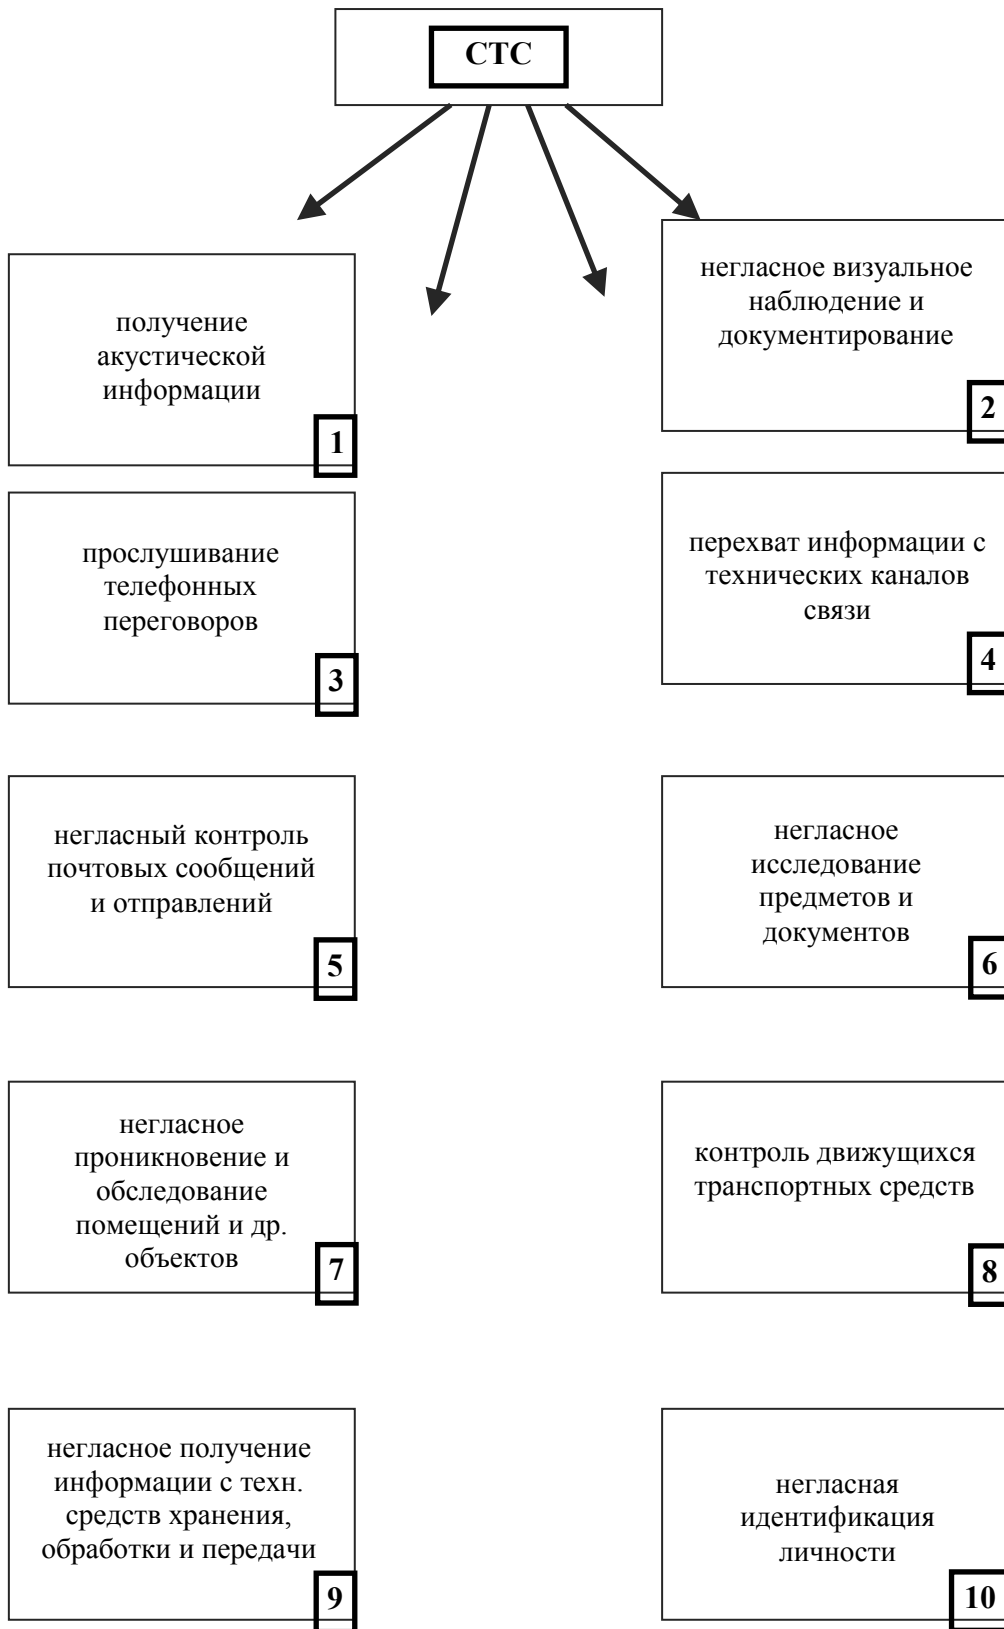 СТС
получение
акустической
информации
1
негласное визуальное
наблюдение и
документирование
2
прослушивание
телефонных
переговоров
3
перехват информации с
технических каналов
связи
4
негласный контроль
почтовых сообщений
и отправлений
5
негласное
исследование
предметов и
документов
6
негласное
проникновение и
обследование
помещений и др.
объектов
7
контроль движущихся
транспортных средств
8
негласное получение
информации с техн.
средств хранения,
обработки и передачи
9
негласная
идентификация
личности
10